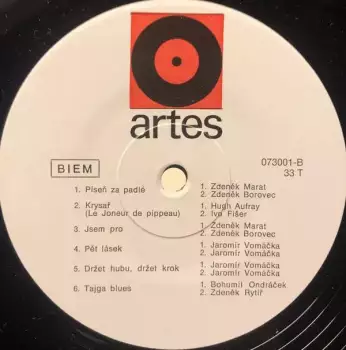 artes
BIEM
073001-B
33 T
1. Píseň za padlé 1. Zdeněk Marat
2. Zdeněk Borovec
2. Krysař 1. Hugh Aufray
(Le Joneur de pippeau) 2. Ivo Fišer
3. Jsem pro 1. Zdeněk Marat
2. Zdeněk Borovec
4. Pět lásek 1. Jaromír Vomáčka
2. Jaromír Vomáčka
5. Držet hubu, držet krok 1. Jaromír Vomáčka
2. Jaromír Vomáčka
6. Tajga blues 1. Bohumil Ondráček
2. Zdeněk Rytíř